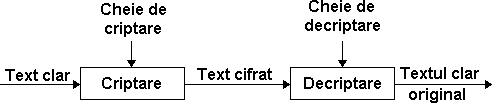 Cheie de
criptare
Cheie de
decriptare
Text clar
Criptare
Text cifrat
Decriptare
Textul clar
original